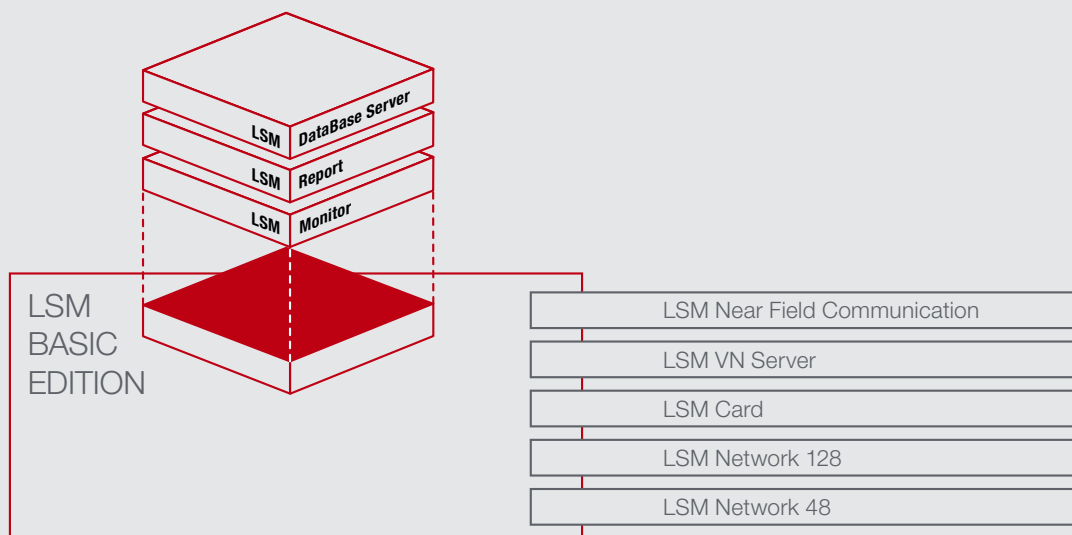 LSM DataBase Server
LSM Report
LSM Monitor
LSM
BASIC
EDITION
LSM Near Field Communication
LSM VN Server
LSM Card
LSM Network 128
LSM Network 48